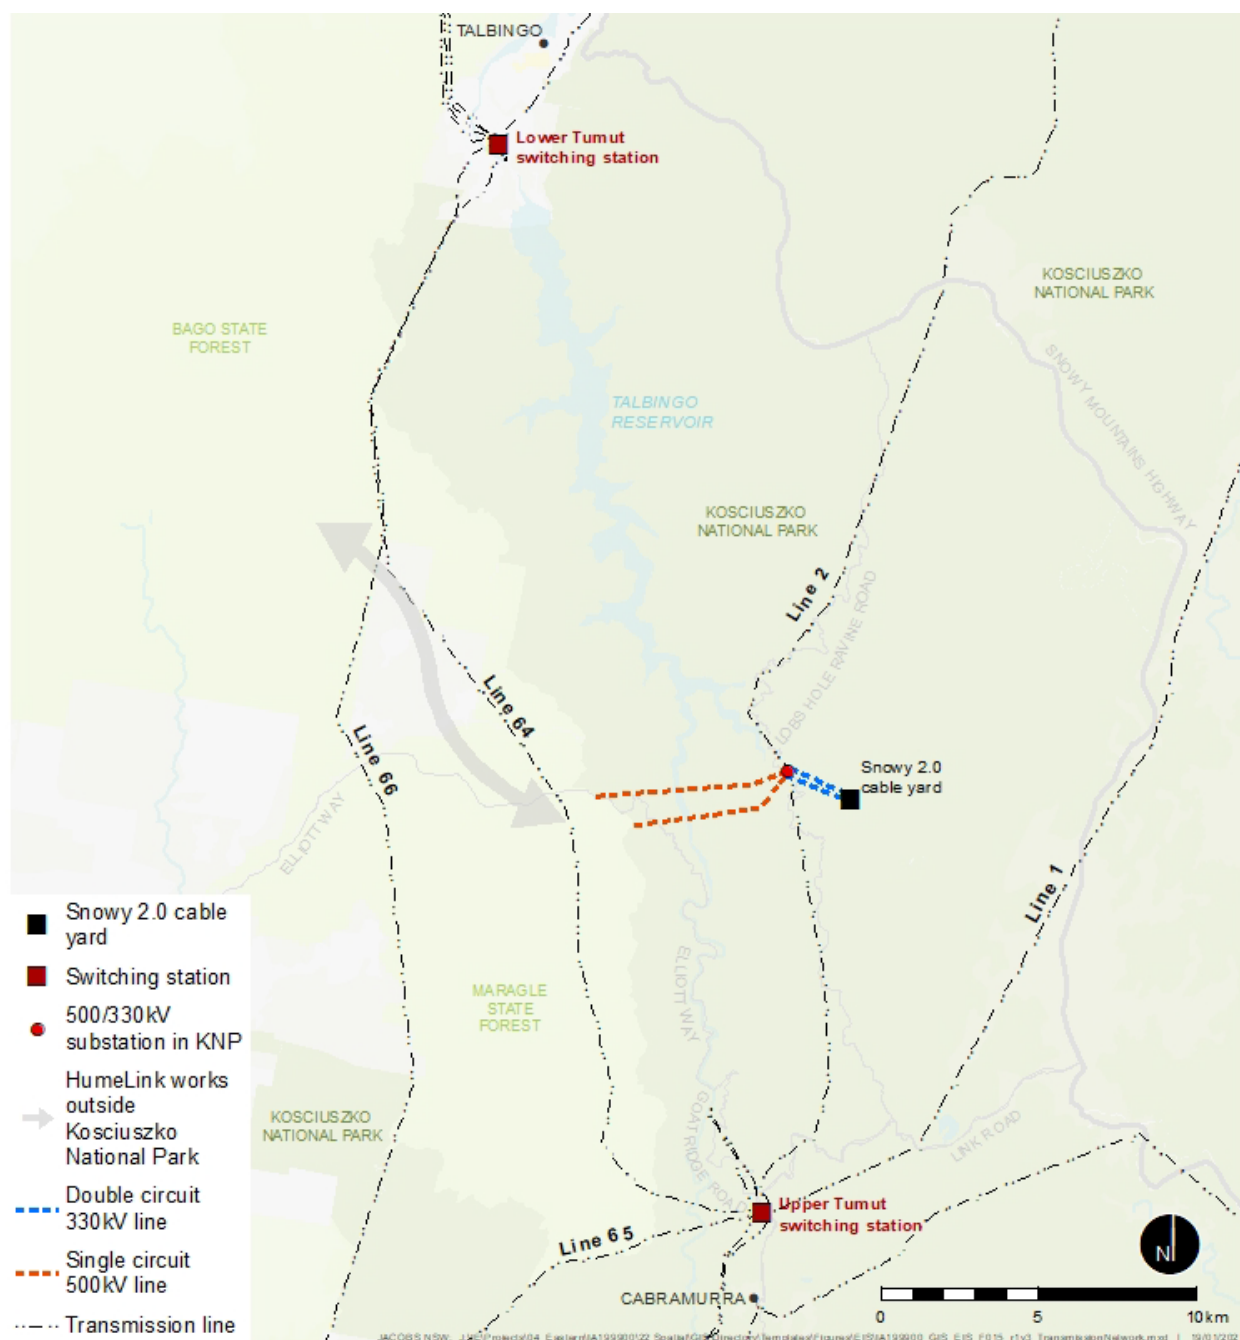 TALBINGO
Lower Tumut
switching station
KOSCIUSZKO
NATIONAL PARK
BAGO STATE
FOREST
SNOWY MOUNTAINS HIGHWAY
TALBINGO
RESERVOIR
KOSCIUSZKO
NATIONAL PARK
Line 2
LOBS HOLE RAVINE ROAD
Line 64
Line 66
Snowy 2.0
cable yard
ELLIOTT WAY
Line 1
Snowy 2.0 cable
yard
Switching station
500/330kV
substation in KNP
HumeLink works
outside
Kosciuszko
National Park
Double circuit
330kV line
Single circuit
500kV line
Transmission line
ELLIOTT WAY
MARAGLE
STATE
FOREST
KOSCIUSZKO
NATIONAL PARK
GOAT RIDGE ROAD
LINK ROAD
Upper Tumut
switching station
Line 65
N
CABRAMURRA
0 5 10km
JACOBS NSW